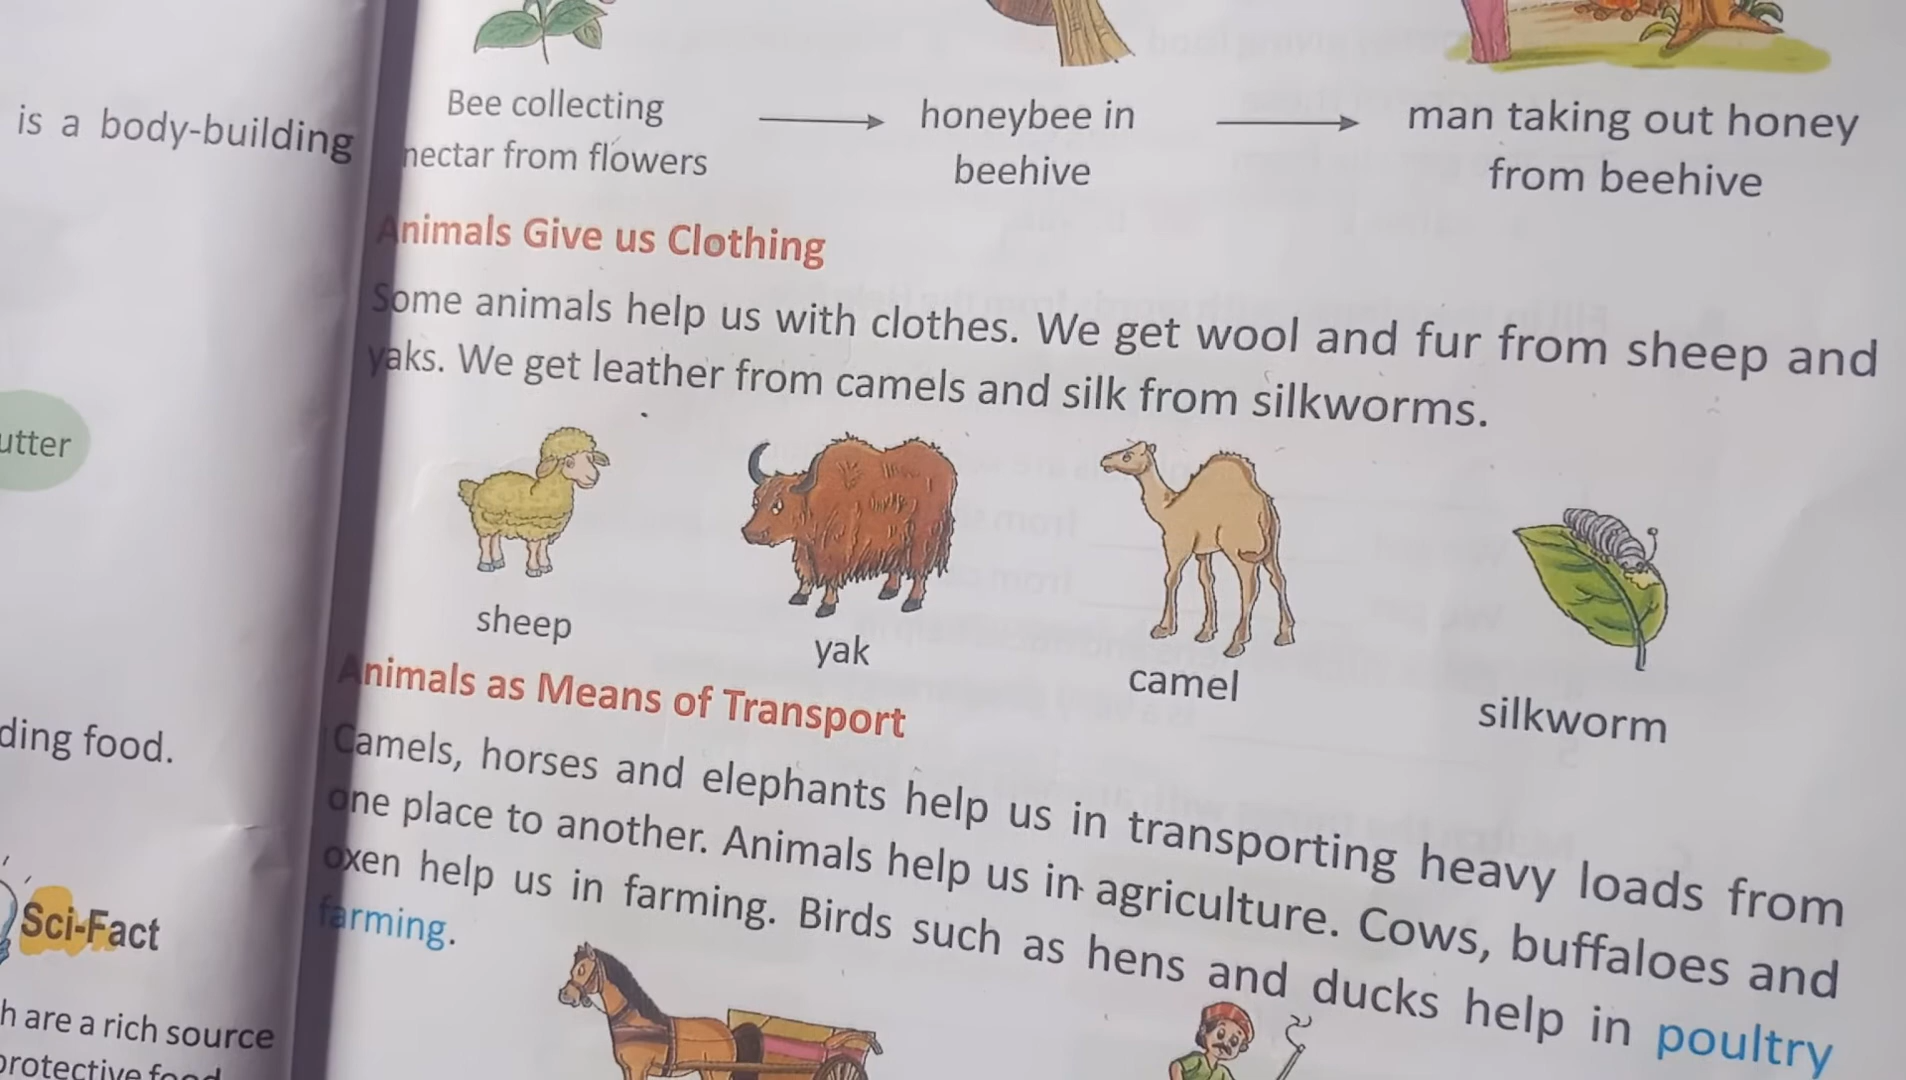 is a body-building
utter
ding food.
Sci-Fact
h are a rich source
protective food
Bee collecting
nectar from flowers
honeybee in
beehive
man taking out honey
from beehive
Animals Give us Clothing
Some animals help us with clothes. We get wool and fur from sheep and
yaks. We get leather from camels and silk from silkworms.
sheep
yak
camel
silkworm
Animals as Means of Transport
Camels, horses and elephants help us in transporting heavy loads from
one place to another. Animals help us in agriculture. Cows, buffaloes and
oxen help us in farming. Birds such as hens and ducks help in poultry
farming.